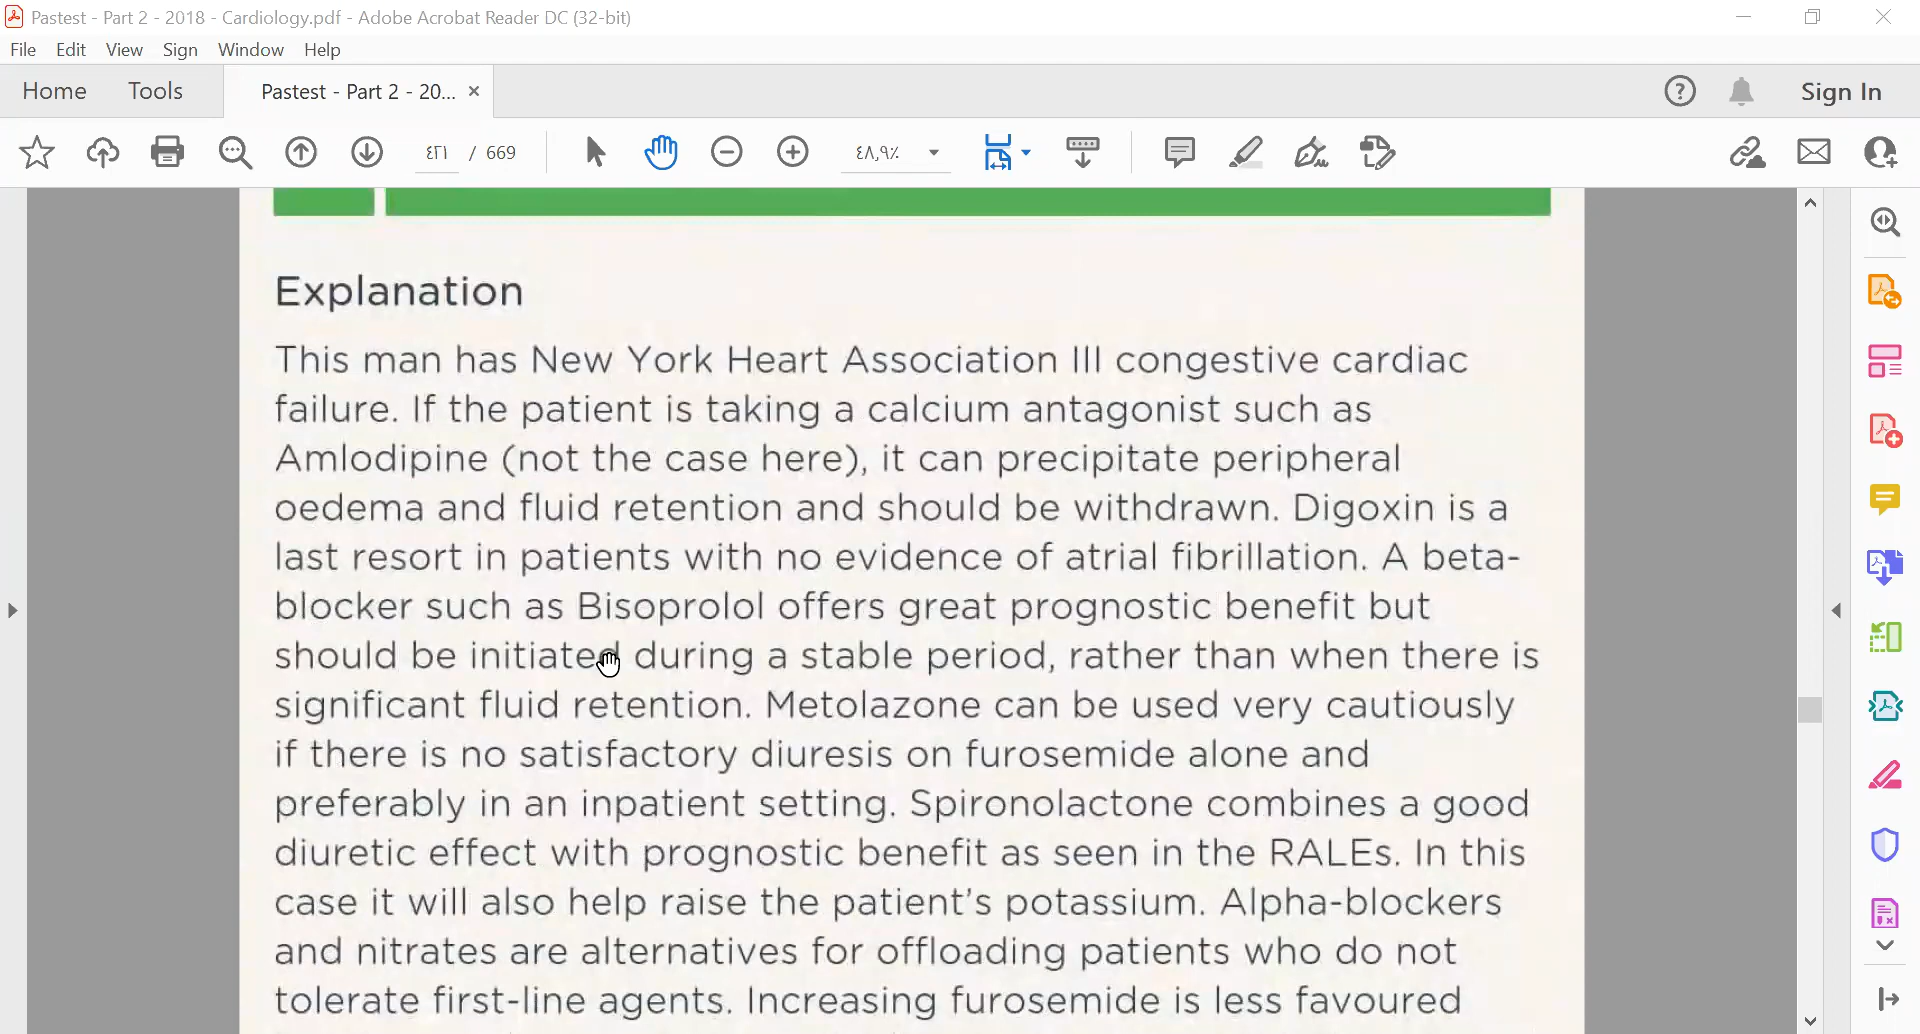 Pastest - Part 2 - 2018 - Cardiology.pdf - Adobe Acrobat Reader DC (32-bit)
File Edit View Sign Window Help
Home Tools Pastest - Part 2 - 20... × Sign In
٤٢١ / 669 ٤٨,٩٪
Explanation
This man has New York Heart Association III congestive cardiac
failure. If the patient is taking a calcium antagonist such as
Amlodipine (not the case here), it can precipitate peripheral
oedema and fluid retention and should be withdrawn. Digoxin is a
last resort in patients with no evidence of atrial fibrillation. A beta-
blocker such as Bisoprolol offers great prognostic benefit but
should be initiated during a stable period, rather than when there is
significant fluid retention. Metolazone can be used very cautiously
if there is no satisfactory diuresis on furosemide alone and
preferably in an inpatient setting. Spironolactone combines a good
diuretic effect with prognostic benefit as seen in the RALEs. In this
case it will also help raise the patient's potassium. Alpha-blockers
and nitrates are alternatives for offloading patients who do not
tolerate first-line agents. Increasing furosemide is less favoured